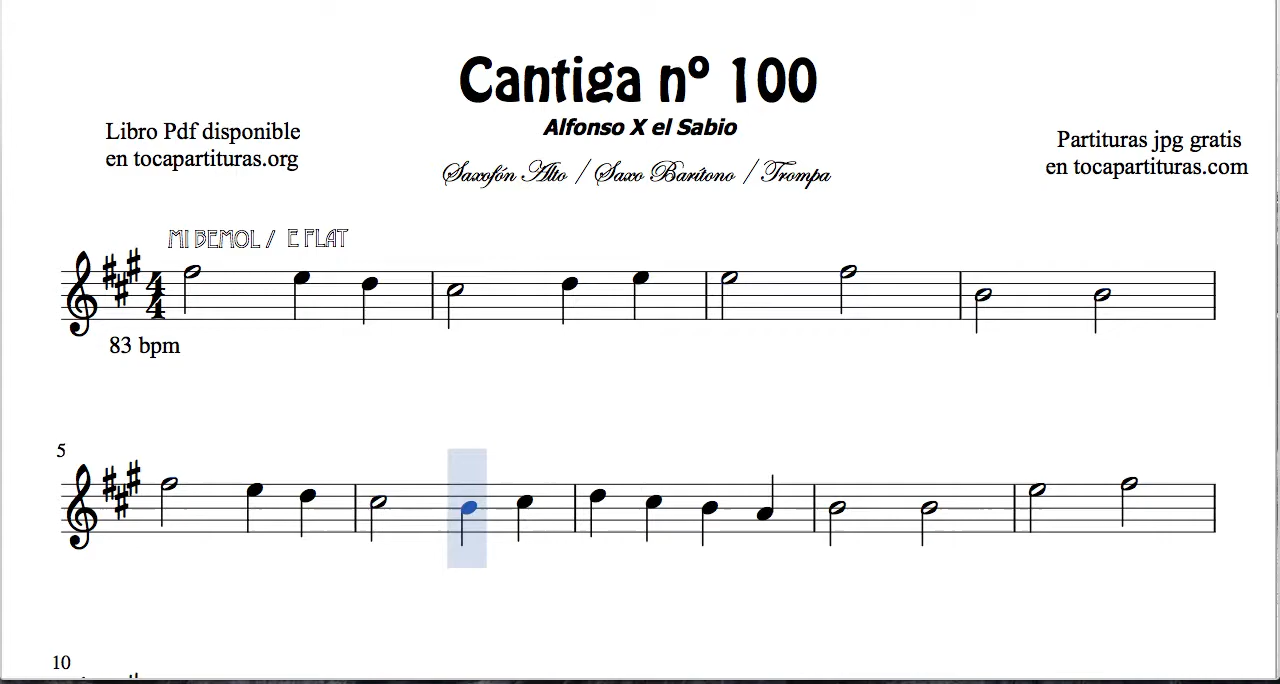 Cantiga nº 100
Alfonso X el Sabio
Libro Pdf disponible
en tocapartituras.org
Partituras jpg gratis
en tocapartituras.com
Saxofón Alto / Saxo Barítono / Trompa
MI BEMOL / E FLAT
4
4
83 bpm
5
10